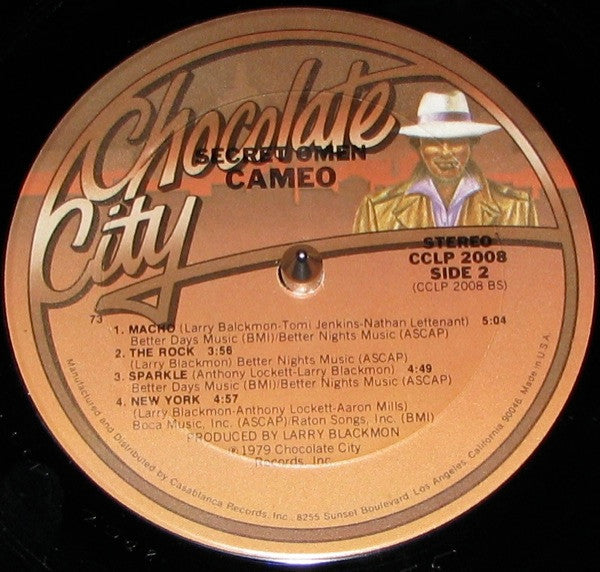 Chocolate
City
SECRET OMEN
CAMEO
STEREO
CCLP 2008
SIDE 2
(CCLP 2008 BS)
73
1. MACHO (Larry Balckmon-Tomi Jenkins-Nathan Leftenant) 5:04
Better Days Music (BMI)/Better Nights Music (ASCAP)
2. THE ROCK 3:56
(Larry Blackmon) Better Nights Music (ASCAP)
3. SPARKLE (Anthony Lockett-Larry Blackmon) 4:49
Better Days Music (BMI)/Better Nights Music (ASCAP)
4. NEW YORK 4:57
(Larry Blackmon-Anthony Lockett-Aaron Mills)
Boca Music, Inc. (ASCAP)/Raton Songs, Inc. (BMI)
PRODUCED BY LARRY BLACKMON
℗ 1979 Chocolate City
Records, Inc.
Manufactured and Distributed by Casablanca Records, Inc., 8255 Sunset Boulevard, Los Angeles, California 90046. Made in U.S.A.